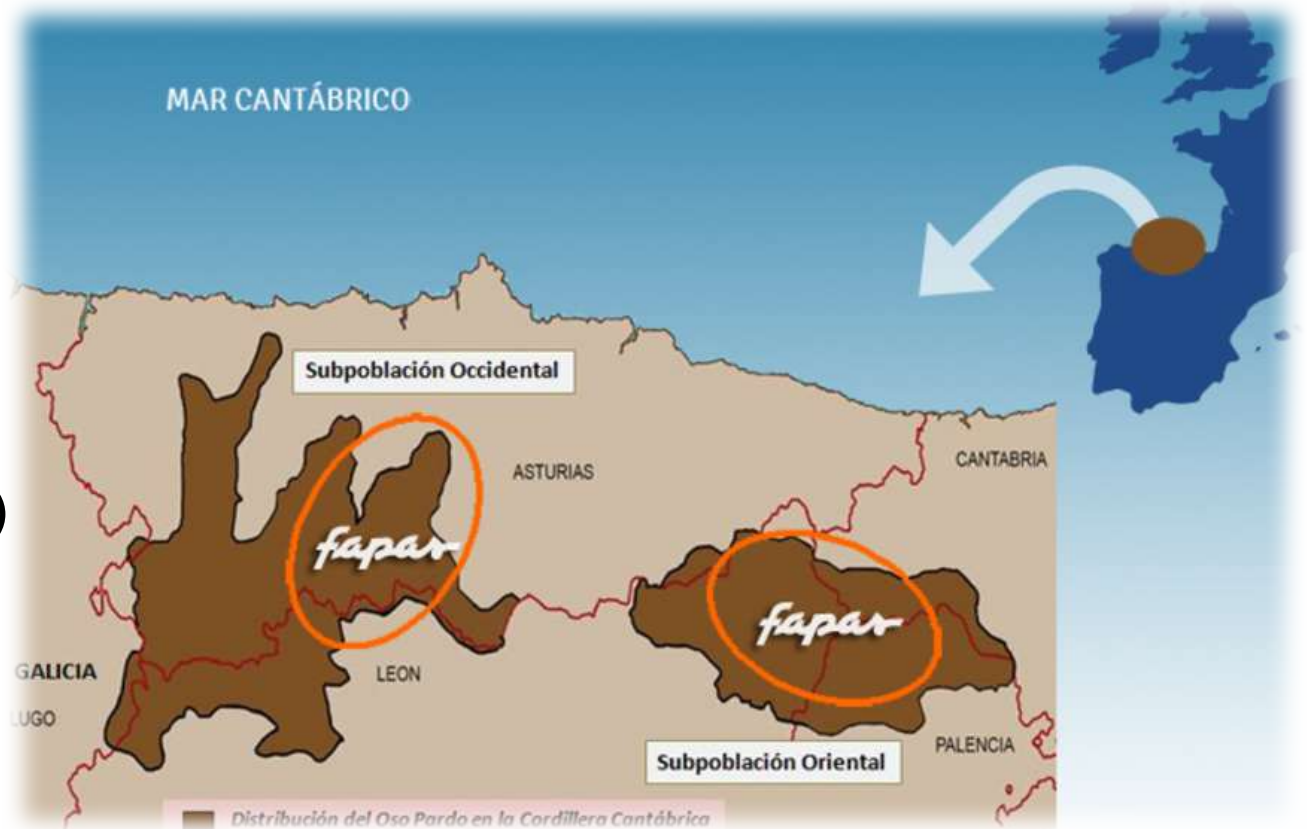 MAR CANTÁBRICO
Subpoblación Occidental
ASTURIAS
CANTABRIA
fapas
fapas
GALICIA
LEON
LUGO
PALENCIA
Subpoblación Oriental
Distribución del Oso Pardo en la Cordillera Cantábrica